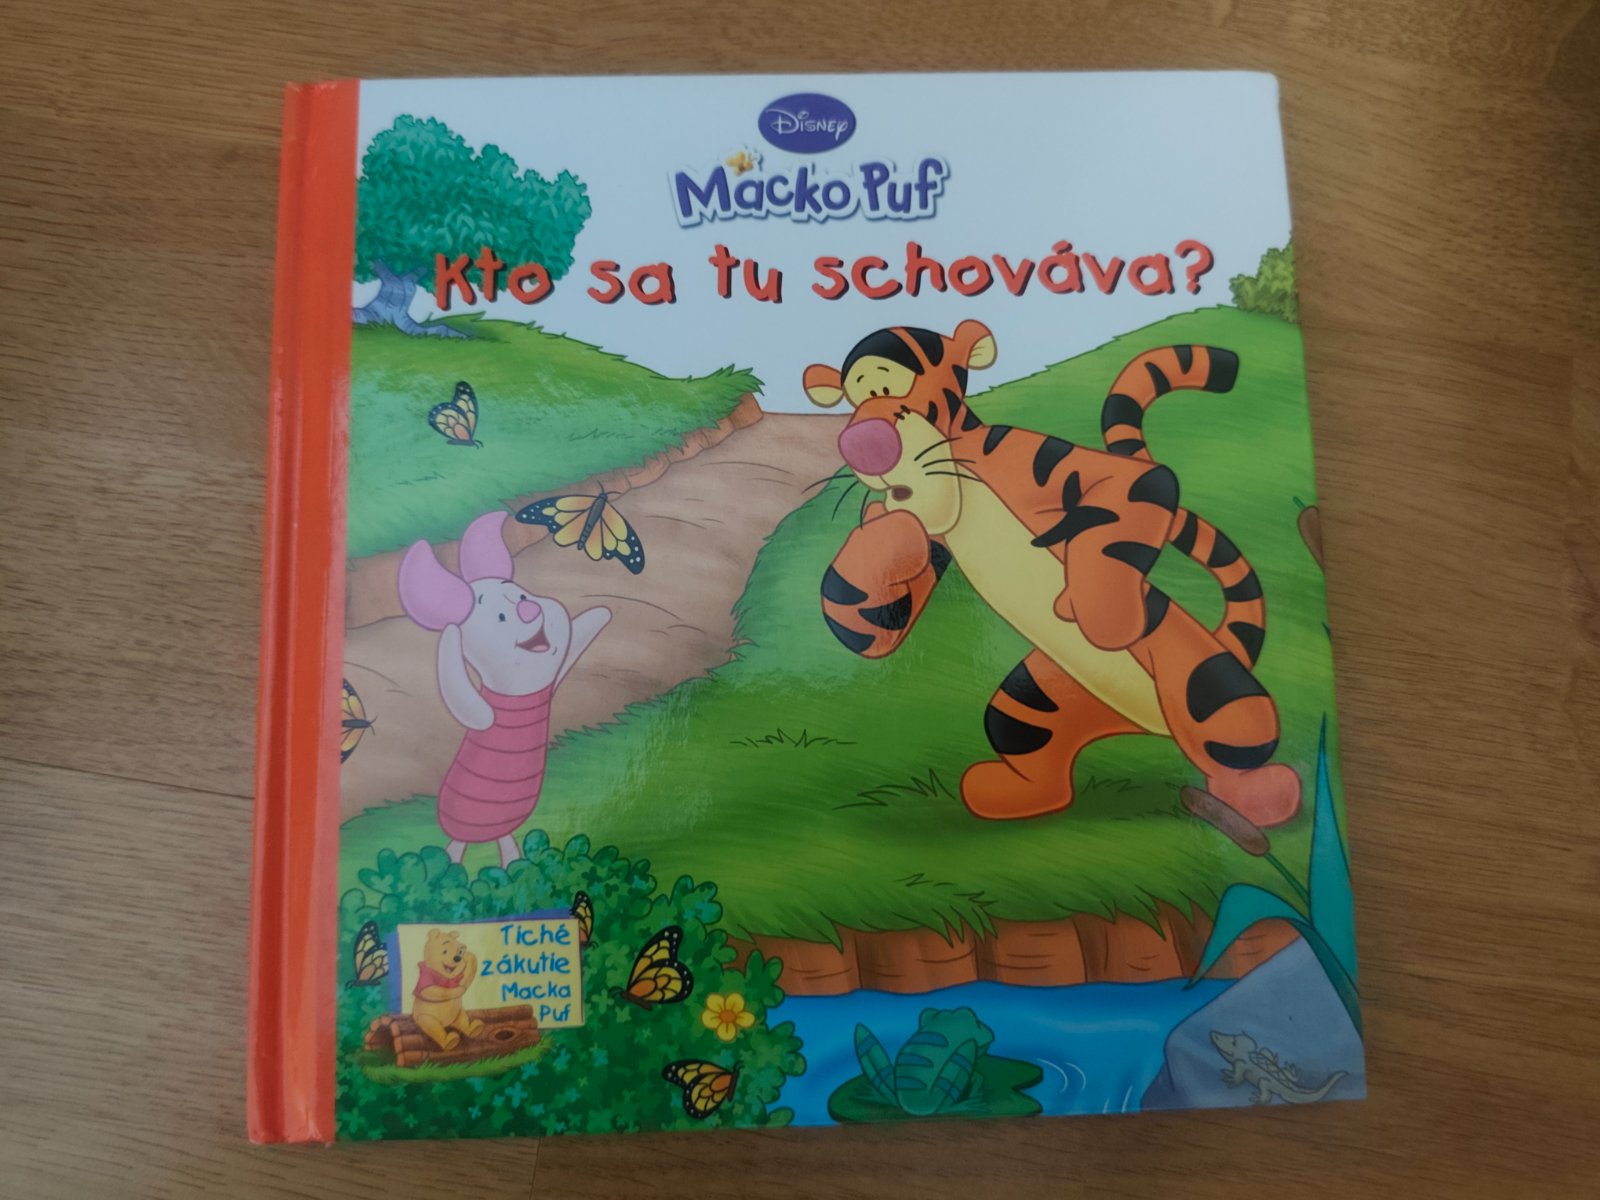 Disney
Macko Puf
Kto sa tu schováva?
Tiché
zákutie
Macka
Puf